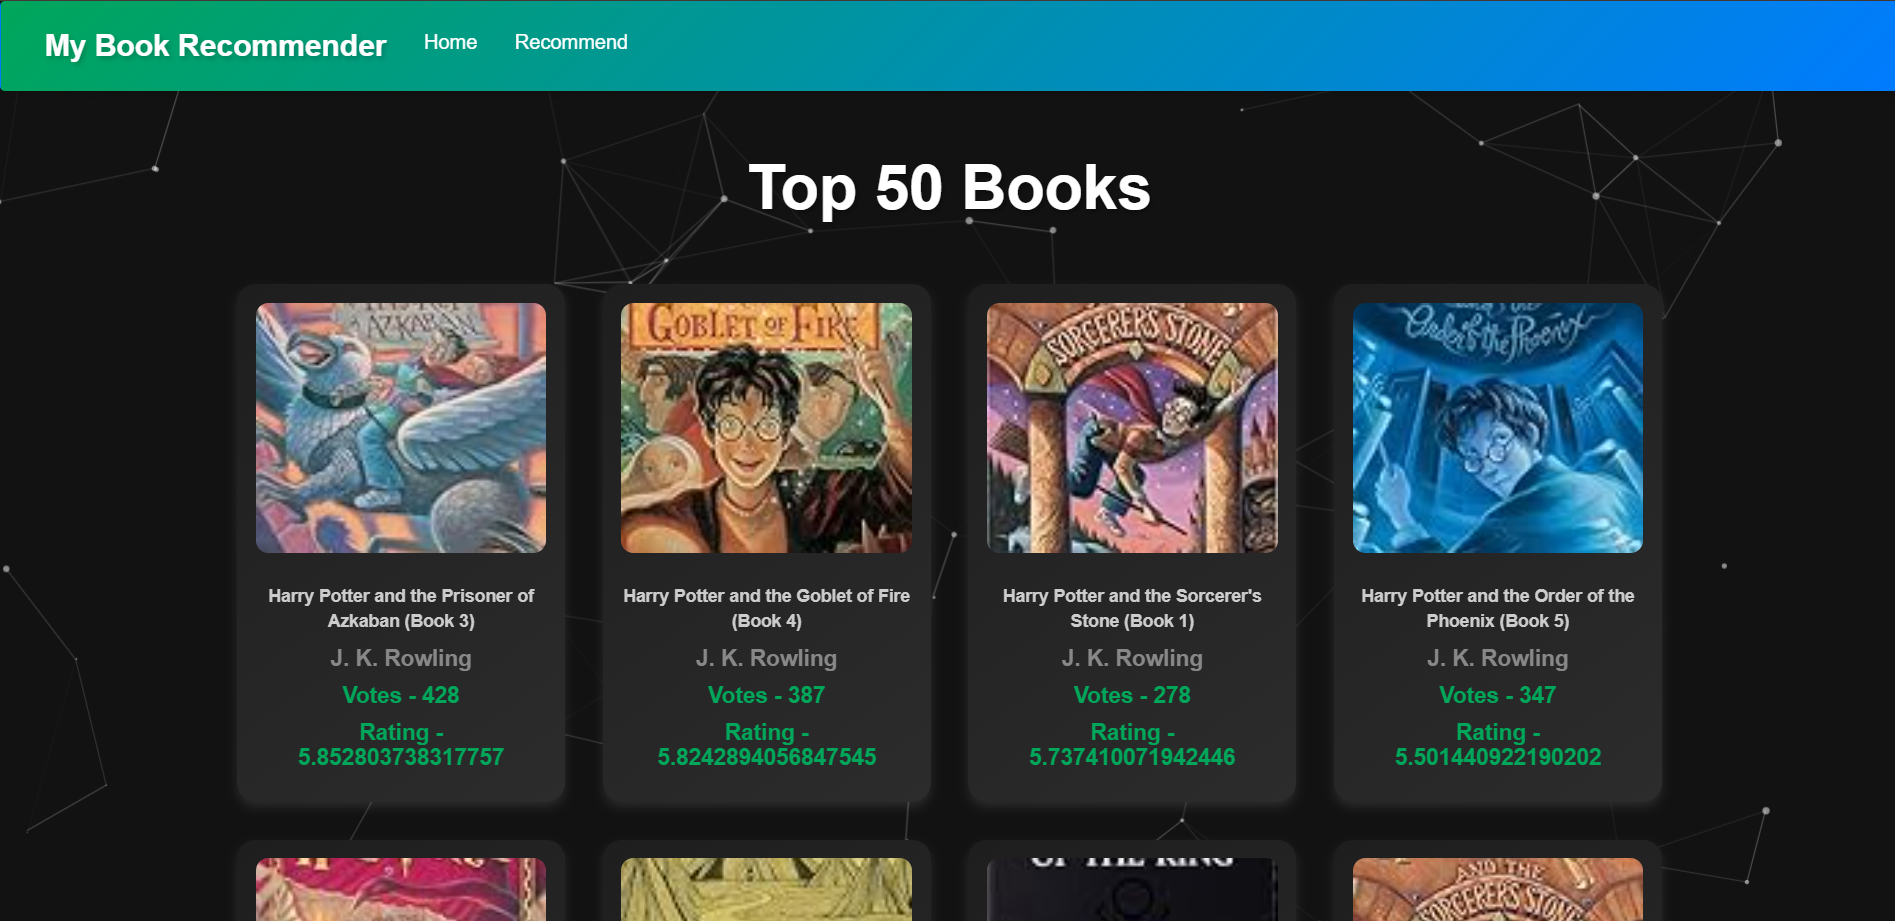 My Book Recommender Home Recommend
Top 50 Books
AZKABAN
GOBLET OF FIRE
SORCERER'S STONE
Order of the Phoenix
Harry Potter and the Prisoner of
Azkaban (Book 3)
J. K. Rowling
Votes - 428
Rating -
5.852803738317757
Harry Potter and the Goblet of Fire
(Book 4)
J. K. Rowling
Votes - 387
Rating -
5.8242894056847545
Harry Potter and the Sorcerer's
Stone (Book 1)
J. K. Rowling
Votes - 278
Rating -
5.737410071942446
Harry Potter and the Order of the
Phoenix (Book 5)
J. K. Rowling
Votes - 347
Rating -
5.501440922190202
OF THE RING
AND THE
SORCERER'S STONE